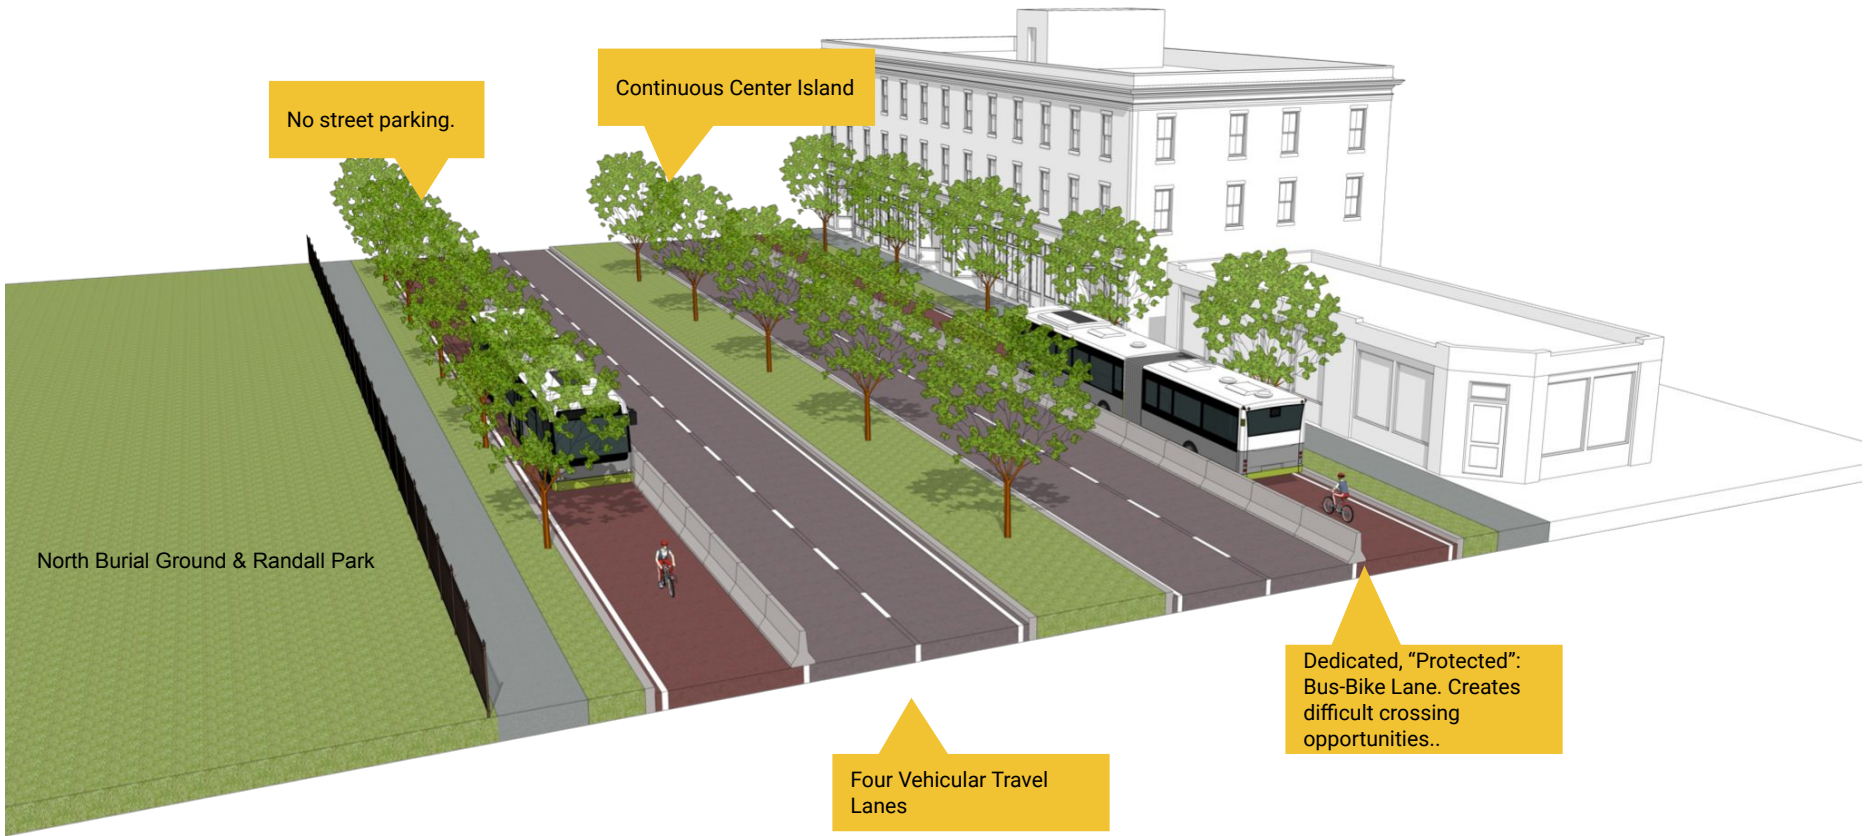 Continuous Center Island
No street parking.
North Burial Ground & Randall Park
Dedicated, “Protected”:
Bus-Bike Lane. Creates
difficult crossing
opportunities..
Four Vehicular Travel
Lanes